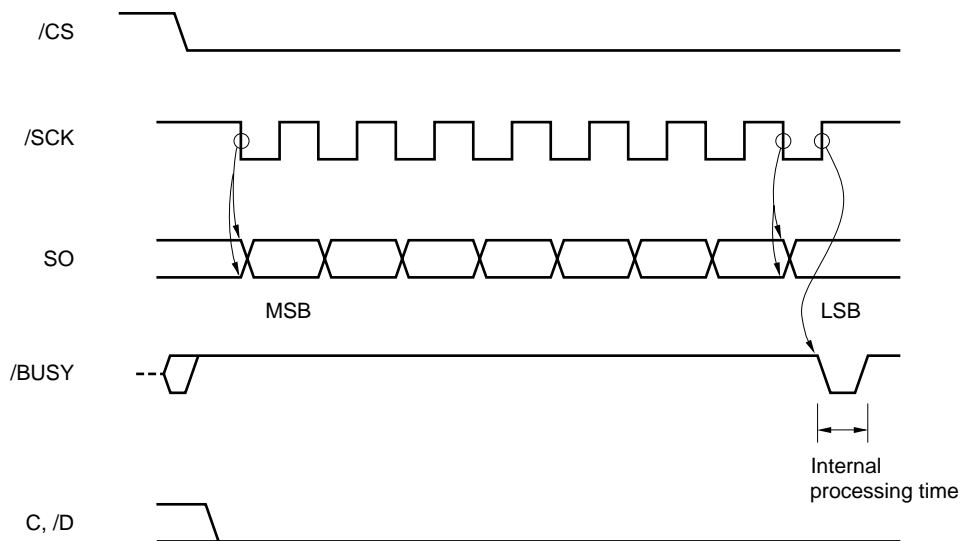 /CS
/SCK
SO
MSB
LSB
/BUSY
Internal
processing time
C, /D